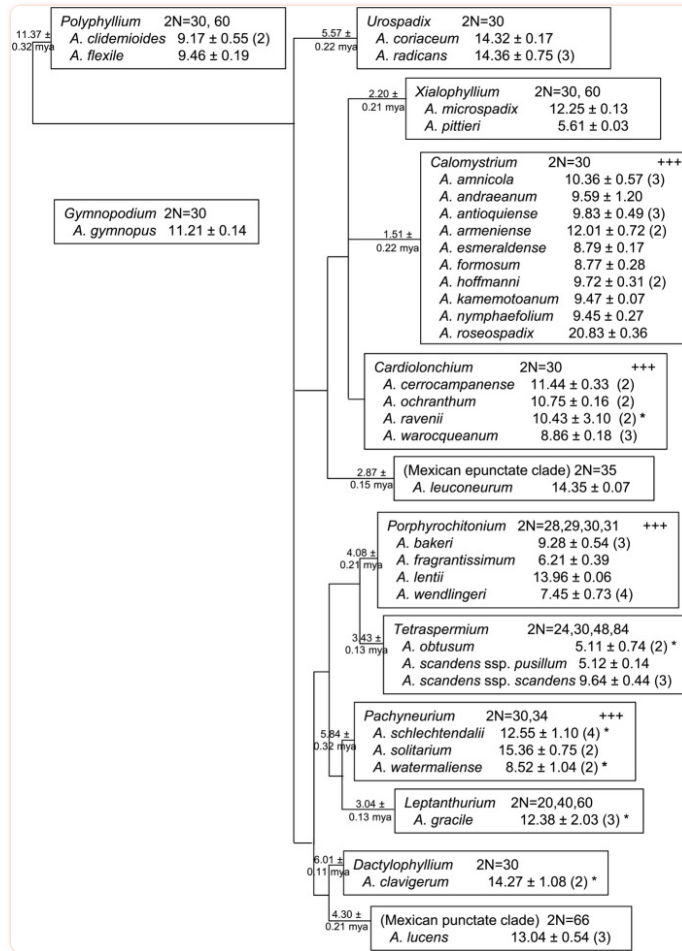 11.37 ±
0.32 mya
Polyphyllium 2N=30, 60
A. clidemioides 9.17 ± 0.55 (2)
A. flexile 9.46 ± 0.19
5.57 ±
0.22 mya
Urospadix 2N=30
A. coriaceum 14.32 ± 0.17
A. radicans 14.36 ± 0.75 (3)
2.20 ±
0.21 mya
Xialophyllium 2N=30, 60
A. microspadix 12.25 ± 0.13
A. pittieri 5.61 ± 0.03
Gymnopodium 2N=30
A. gymnopus 11.21 ± 0.14
1.51 ±
0.22 mya
Calomystrium 2N=30 +++
A. amnicola 10.36 ± 0.57 (3)
A. andraeanum 9.59 ± 1.20
A. antioquiense 9.83 ± 0.49 (3)
A. armeniense 12.01 ± 0.72 (2)
A. esmeraldense 8.79 ± 0.17
A. formosum 8.77 ± 0.28
A. hoffmanni 9.72 ± 0.31 (2)
A. kamemotoanum 9.47 ± 0.07
A. nymphaefolium 9.45 ± 0.27
A. roseospadix 20.83 ± 0.36
Cardiolonchium 2N=30 +++
A. cerrocampanense 11.44 ± 0.33 (2)
A. ochranthum 10.75 ± 0.16 (2)
A. ravenii 10.43 ± 3.10 (2) *
A. warocqueanum 8.86 ± 0.18 (3)
2.87 ±
0.15 mya
(Mexican epunctate clade) 2N=35
A. leuconeurum 14.35 ± 0.07
4.08 ±
0.21 mya
Porphyrochitonium 2N=28,29,30,31 +++
A. bakeri 9.28 ± 0.54 (3)
A. fragrantissimum 6.21 ± 0.39
A. lentii 13.96 ± 0.06
A. wendlingeri 7.45 ± 0.73 (4)
3.43 ±
0.13 mya
Tetraspermium 2N=24,30,48,84
A. obtusum 5.11 ± 0.74 (2) *
A. scandens ssp. pusillum 5.12 ± 0.14
A. scandens ssp. scandens 9.64 ± 0.44 (3)
5.84 ±
0.32 mya
Pachyneurium 2N=30,34 +++
A. schlechtendalii 12.55 ± 1.10 (4) *
A. solitarium 15.36 ± 0.75 (2)
A. watermaliense 8.52 ± 1.04 (2) *
3.04 ±
0.13 mya
Leptanthurium 2N=20,40,60
A. gracile 12.38 ± 2.03 (3) *
6.01 ±
0.11 mya
Dactylophyllium 2N=30
A. clavigerum 14.27 ± 1.08 (2) *
4.30 ±
0.21 mya
(Mexican punctate clade) 2N=66
A. lucens 13.04 ± 0.54 (3)